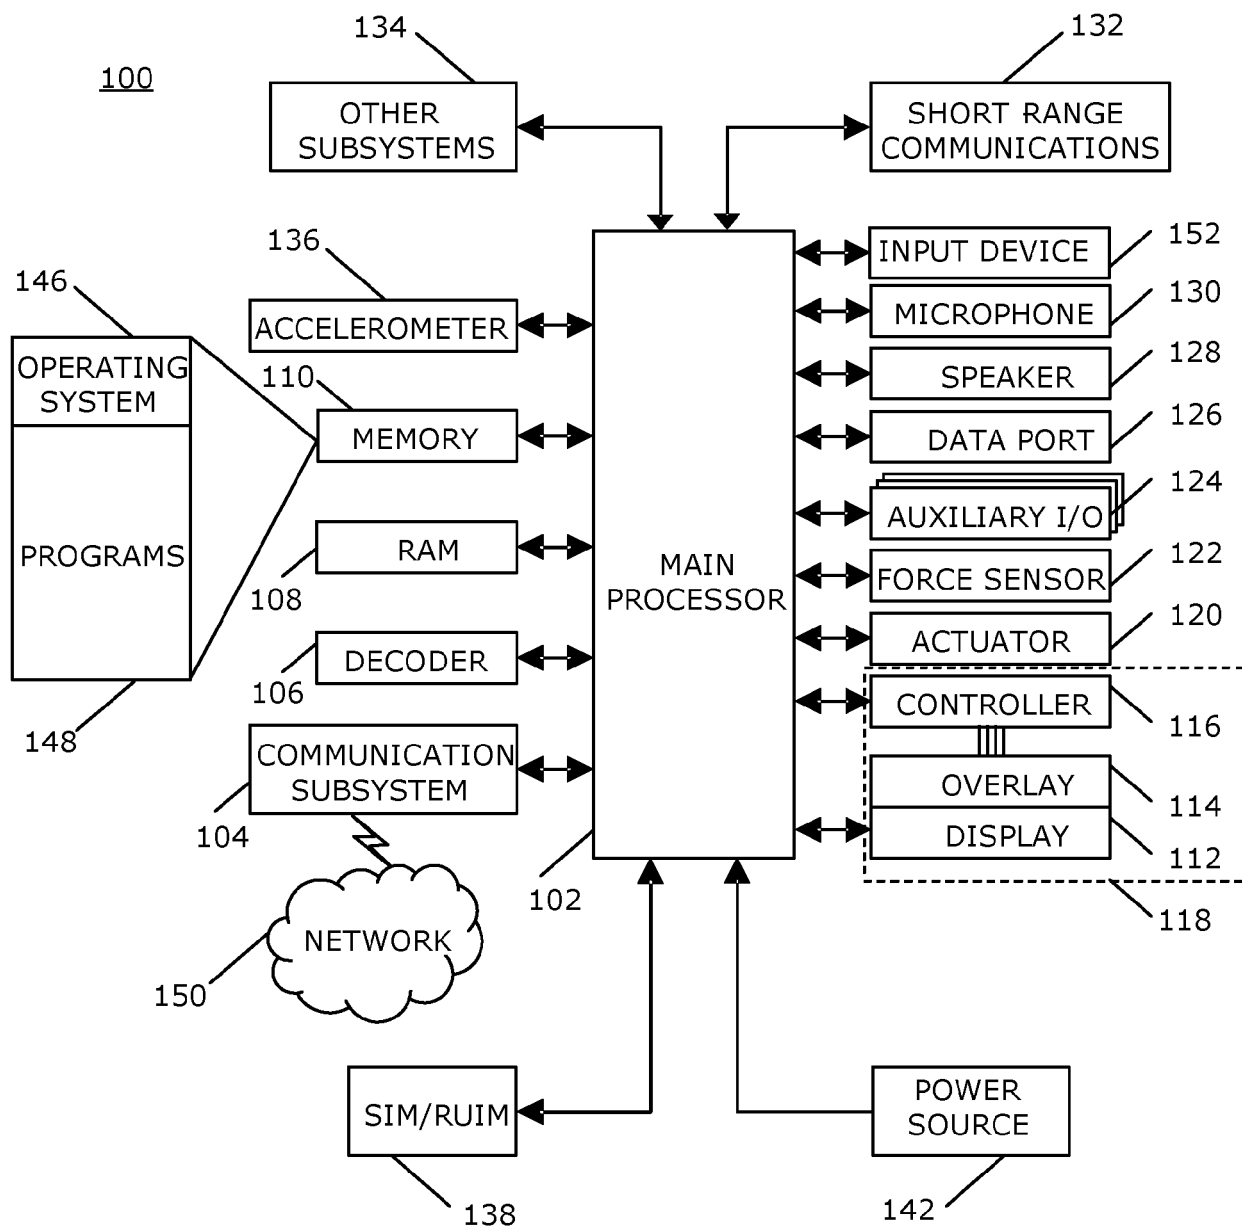 134
132
100
OTHER
SUBSYSTEMS
SHORT RANGE
COMMUNICATIONS
136
152
INPUT DEVICE
146
130
ACCELEROMETER
MICROPHONE
OPERATING
SYSTEM
110
128
SPEAKER
MEMORY
126
DATA PORT
124
AUXILIARY I/O
PROGRAMS
RAM
108
MAIN
PROCESSOR
122
FORCE SENSOR
120
ACTUATOR
DECODER
106
CONTROLLER
116
148
COMMUNICATION
SUBSYSTEM
OVERLAY
114
104
DISPLAY
112
102
118
NETWORK
150
SIM/RUIM
POWER
SOURCE
138
142